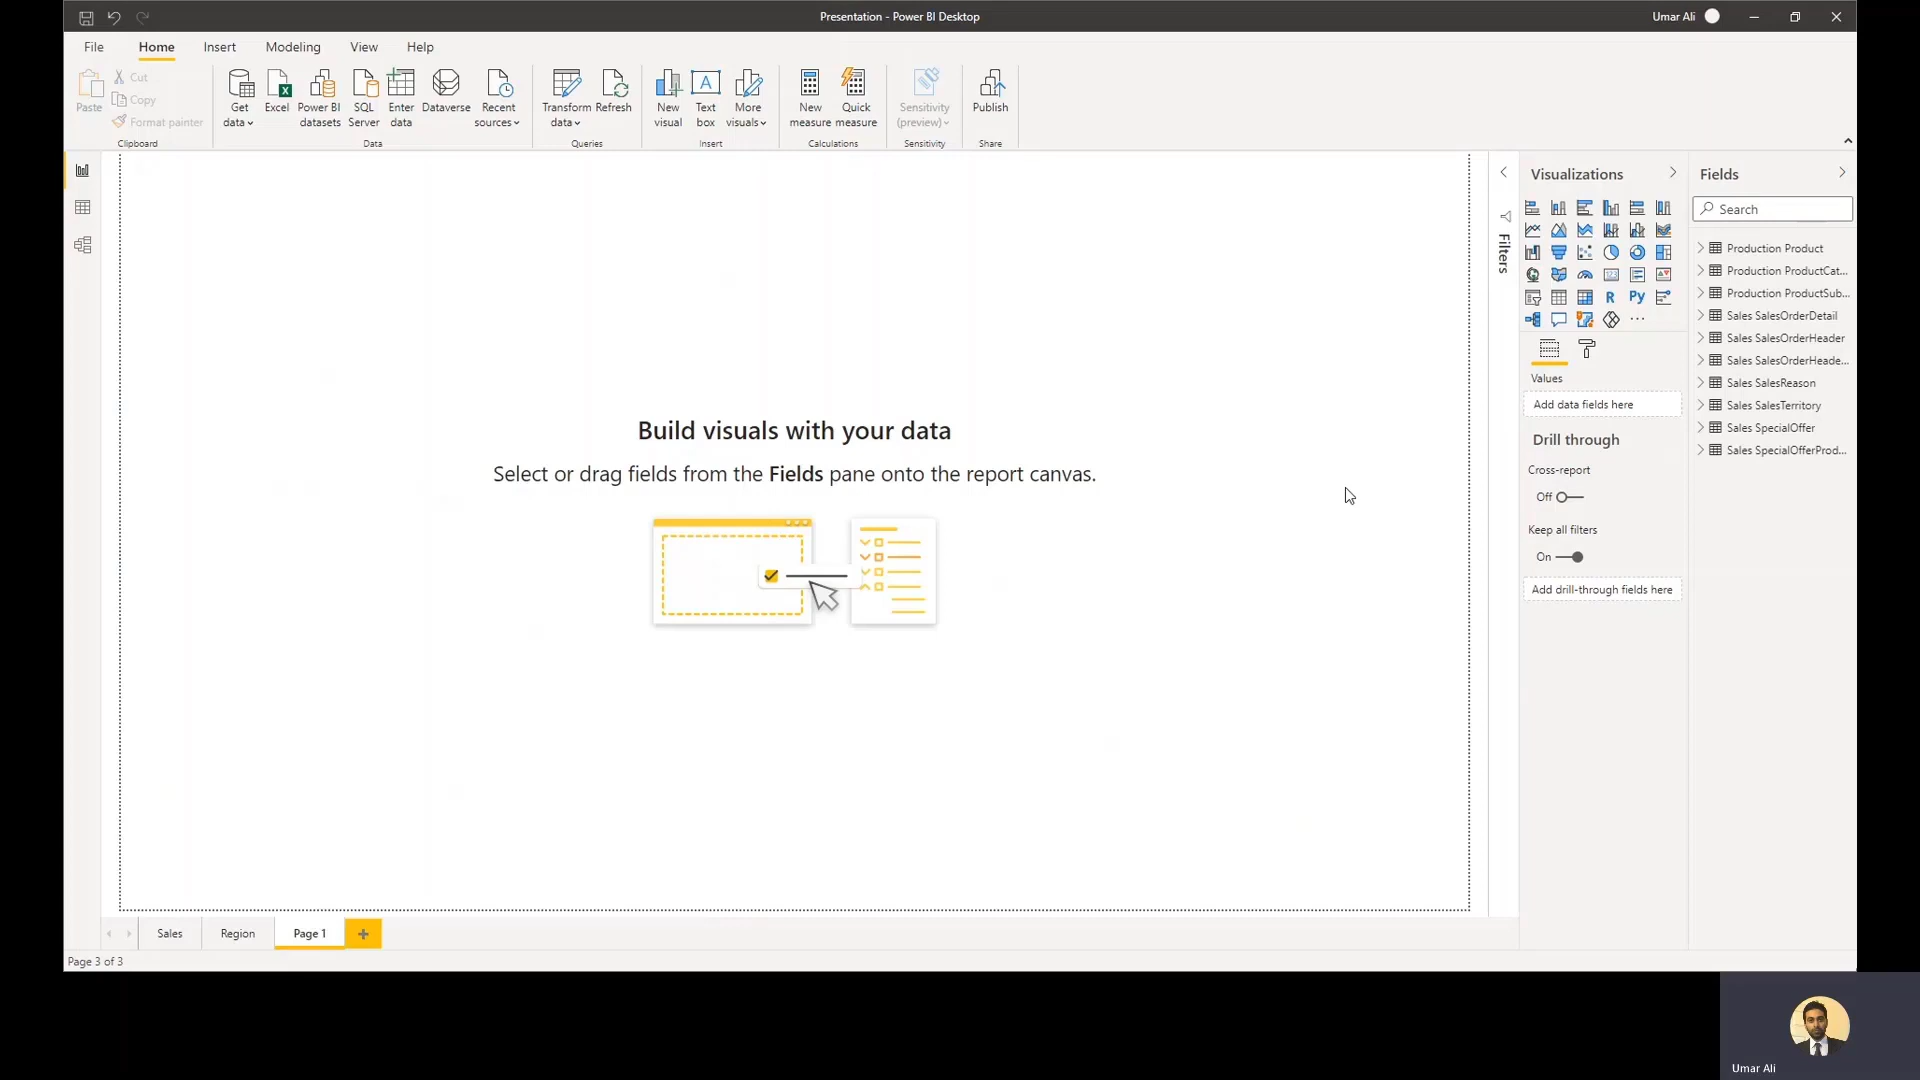 Presentation - Power BI Desktop
Umar Ali
File
Home
Insert
Modeling
View
Help
Paste
Cut
Copy
Format painter
Clipboard
Get
data
Excel
Power BI
datasets
SQL
Server
Enter
data
Dataverse
Recent
sources
Data
Transform
data
Refresh
Queries
New
visual
Text
box
More
visuals
Insert
New
measure
Quick
measure
Calculations
Sensitivity
(preview)
Sensitivity
Publish
Share
Build visuals with your data
Select or drag fields from the Fields pane onto the report canvas.
Filters
Visualizations
R
Py
123
A
Values
Add data fields here
Drill through
Cross-report
Off
Keep all filters
On
Add drill-through fields here
Fields
Search
Production Product
Production ProductCat...
Production ProductSub...
Sales SalesOrderDetail
Sales SalesOrderHeader
Sales SalesOrderHeade...
Sales SalesReason
Sales SalesTerritory
Sales SpecialOffer
Sales SpecialOfferProd...
Sales
Region
Page 1
Page 3 of 3
Umar Ali